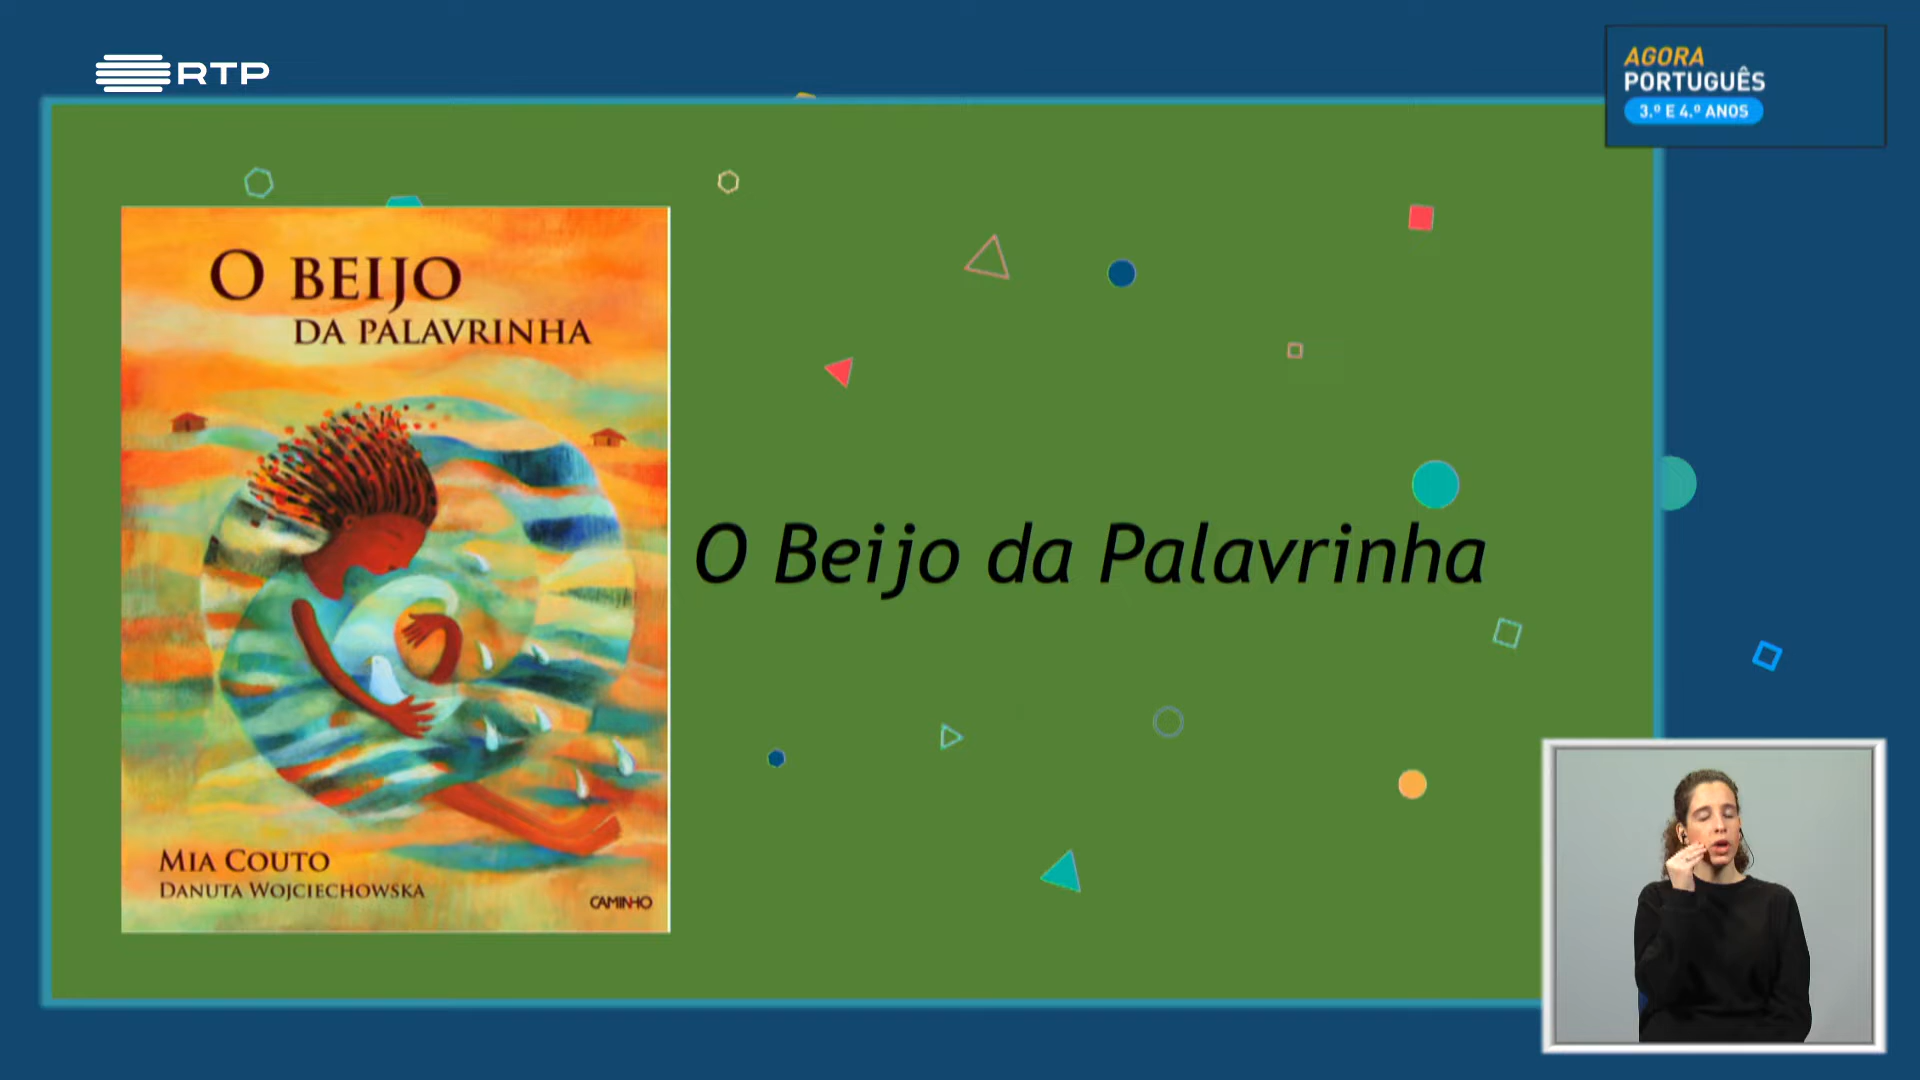 RTP
AGORA
PORTUGUÊS
3.º E 4.º ANOS
O BEIJO
DA PALAVRINHA
O Beijo da Palavrinha
MIA COUTO
DANUTA WOJCIECHOWSKA
CAMINHO